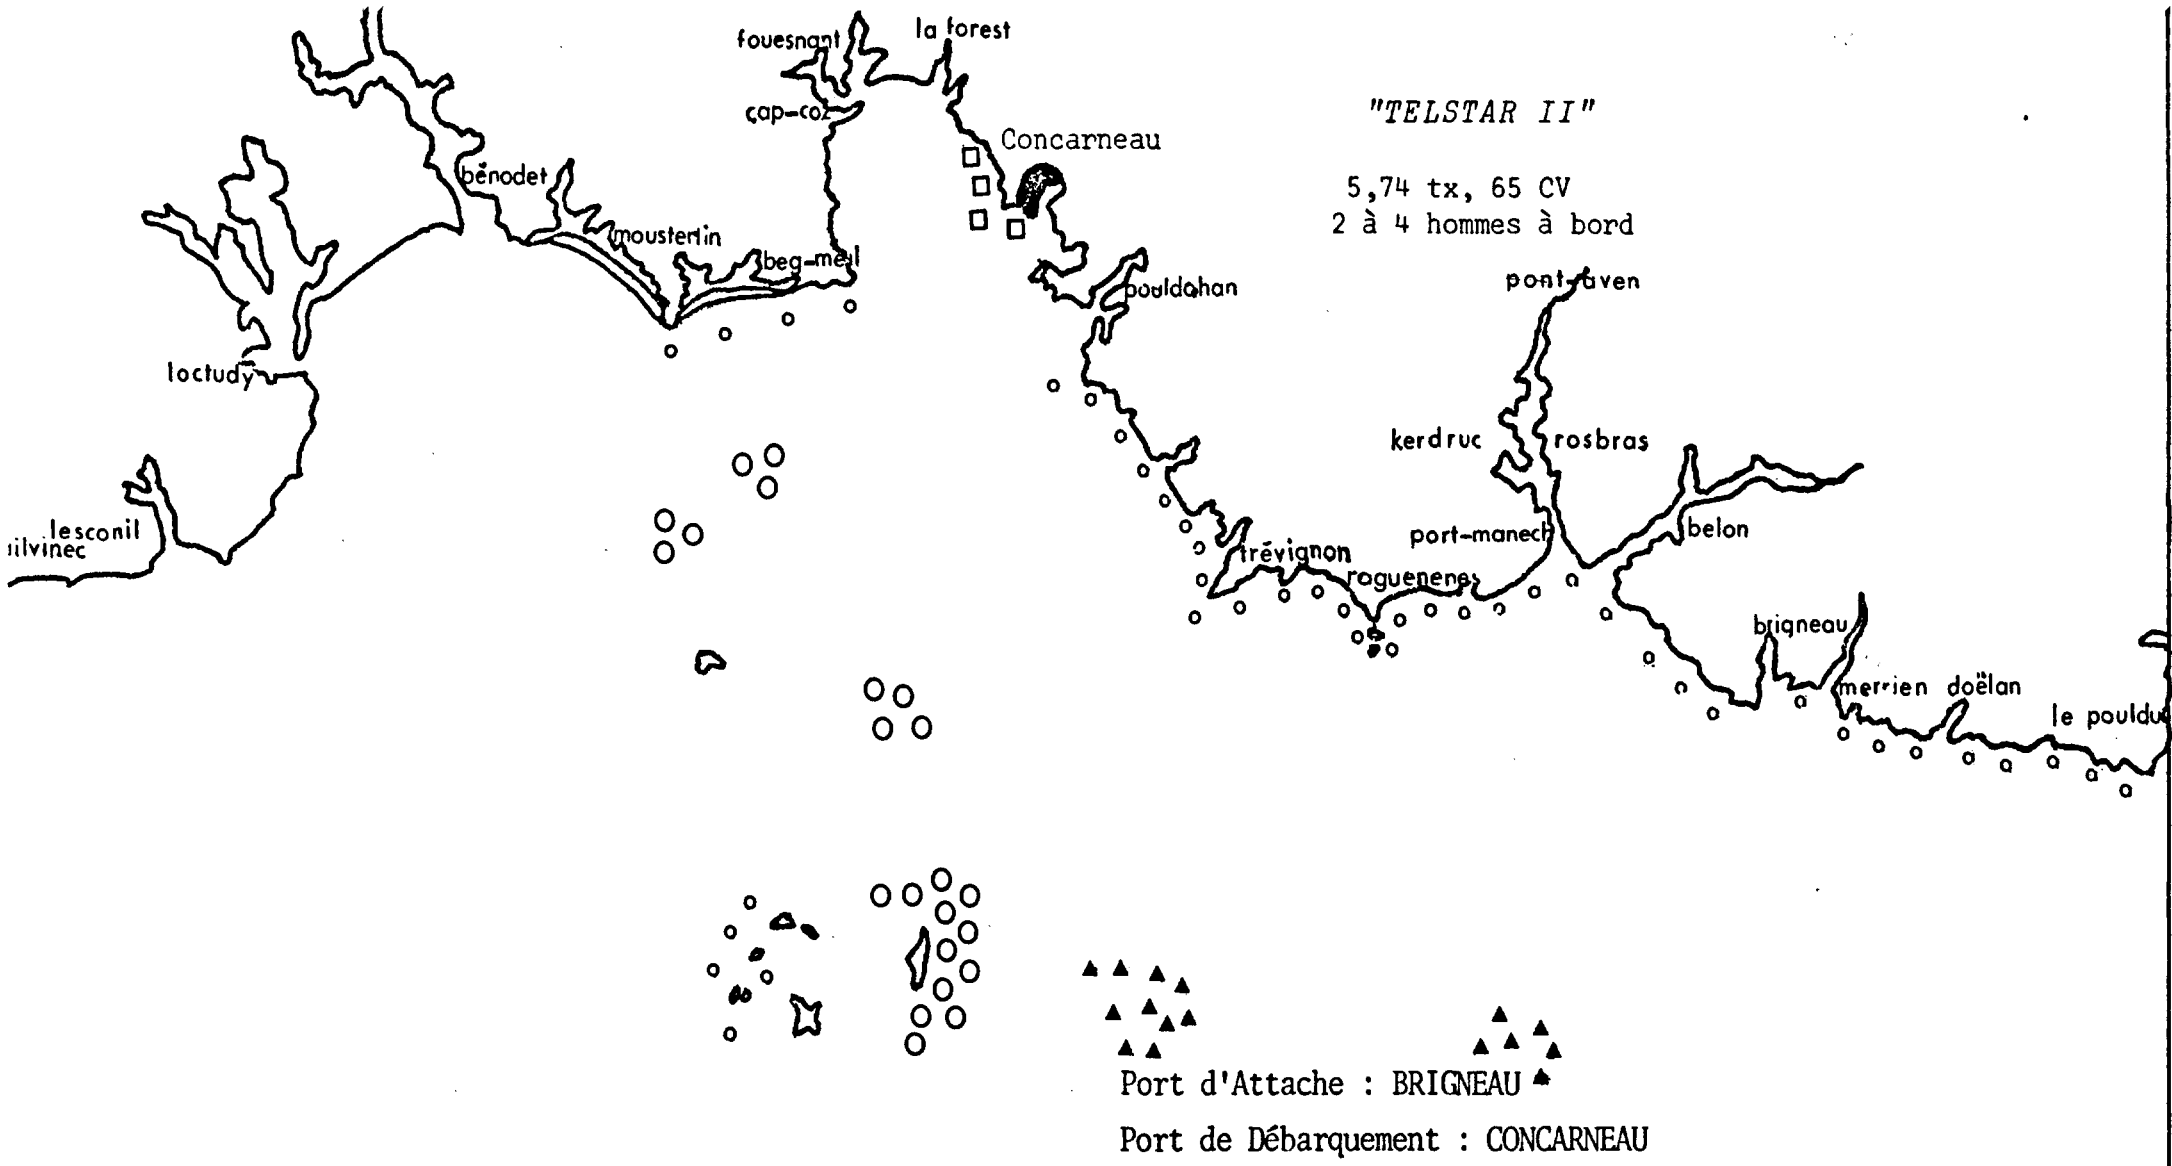 fouesnant
la forest
cap-coz
Concarneau
"TELSTAR II"
5,74 tx, 65 CV
2 à 4 hommes à bord
bénodet
mousterlin
beg-meil
pouldohan
pont-aven
loctudy
kerdruc
rosbras
lesconil
uilvinec
trévignon
port-manech
belon
raguenenes
brigneau
merrien
doëlan
le pouldu
Port d'Attache : BRIGNEAU
Port de Débarquement : CONCARNEAU